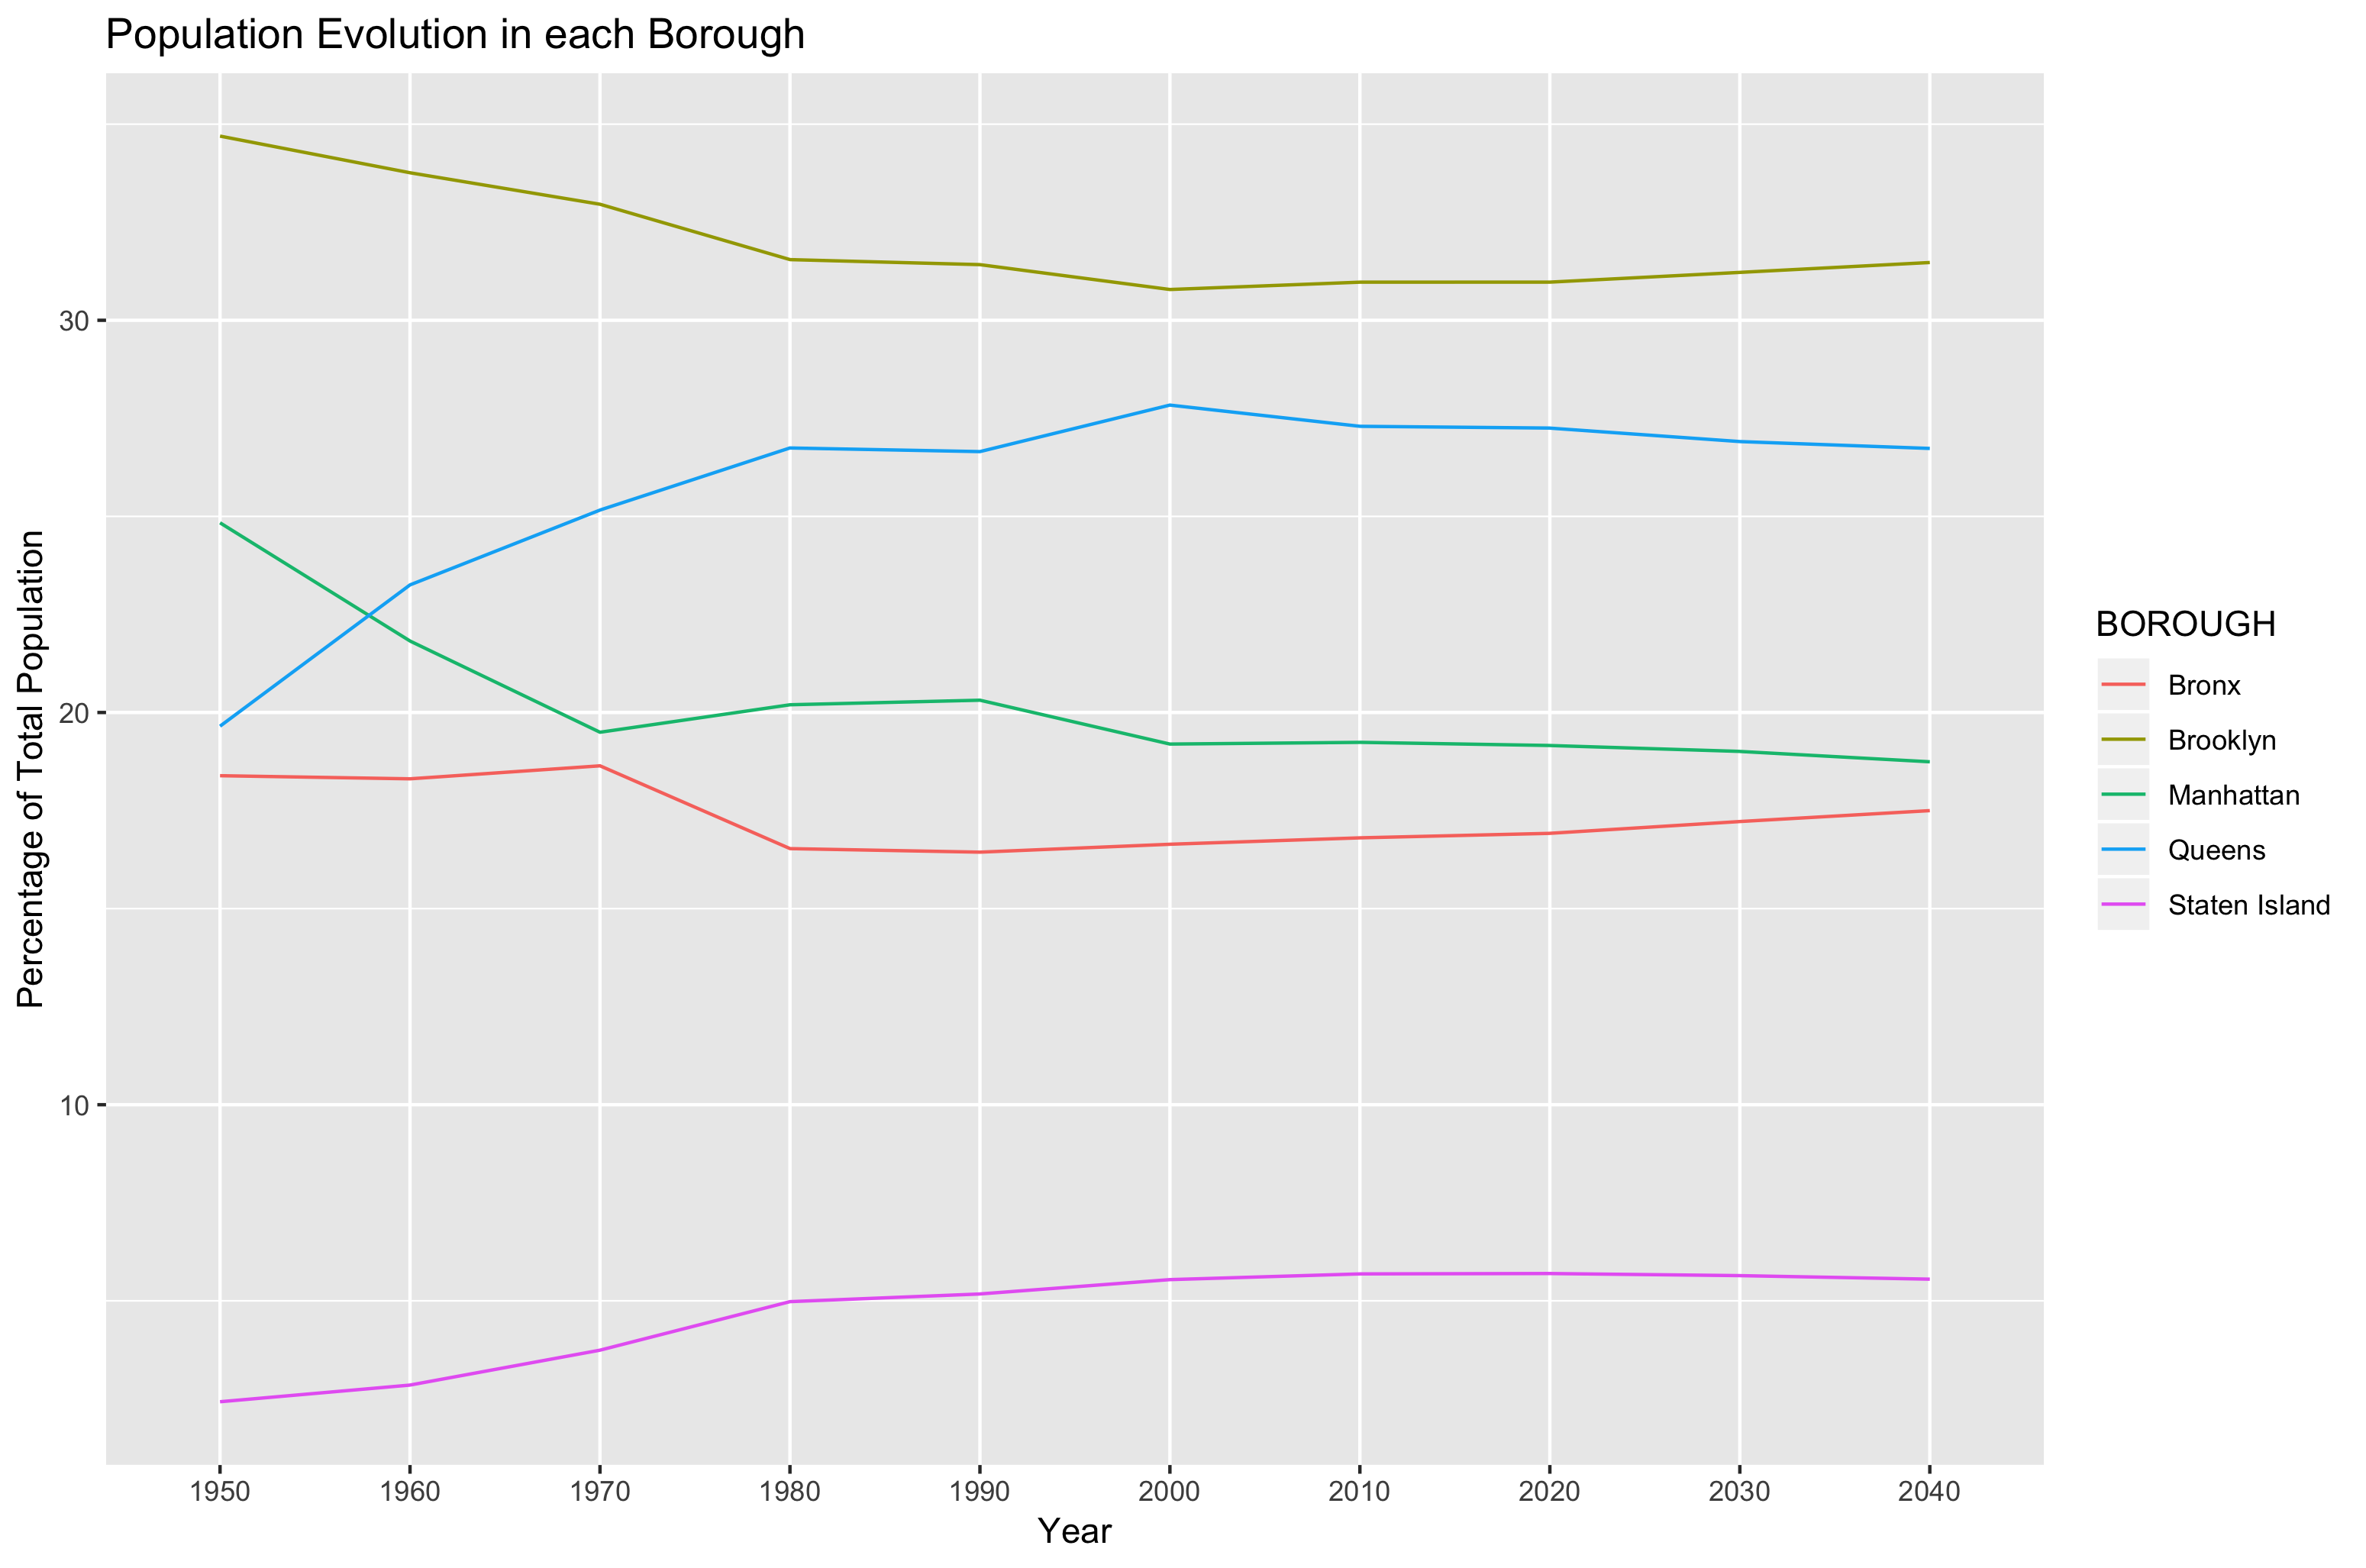 Population Evolution in each Borough
Percentage of Total Population
30
20
10
1950 1960 1970 1980 1990 2000 2010 2020 2030 2040
Year
BOROUGH
Bronx
Brooklyn
Manhattan
Queens
Staten Island